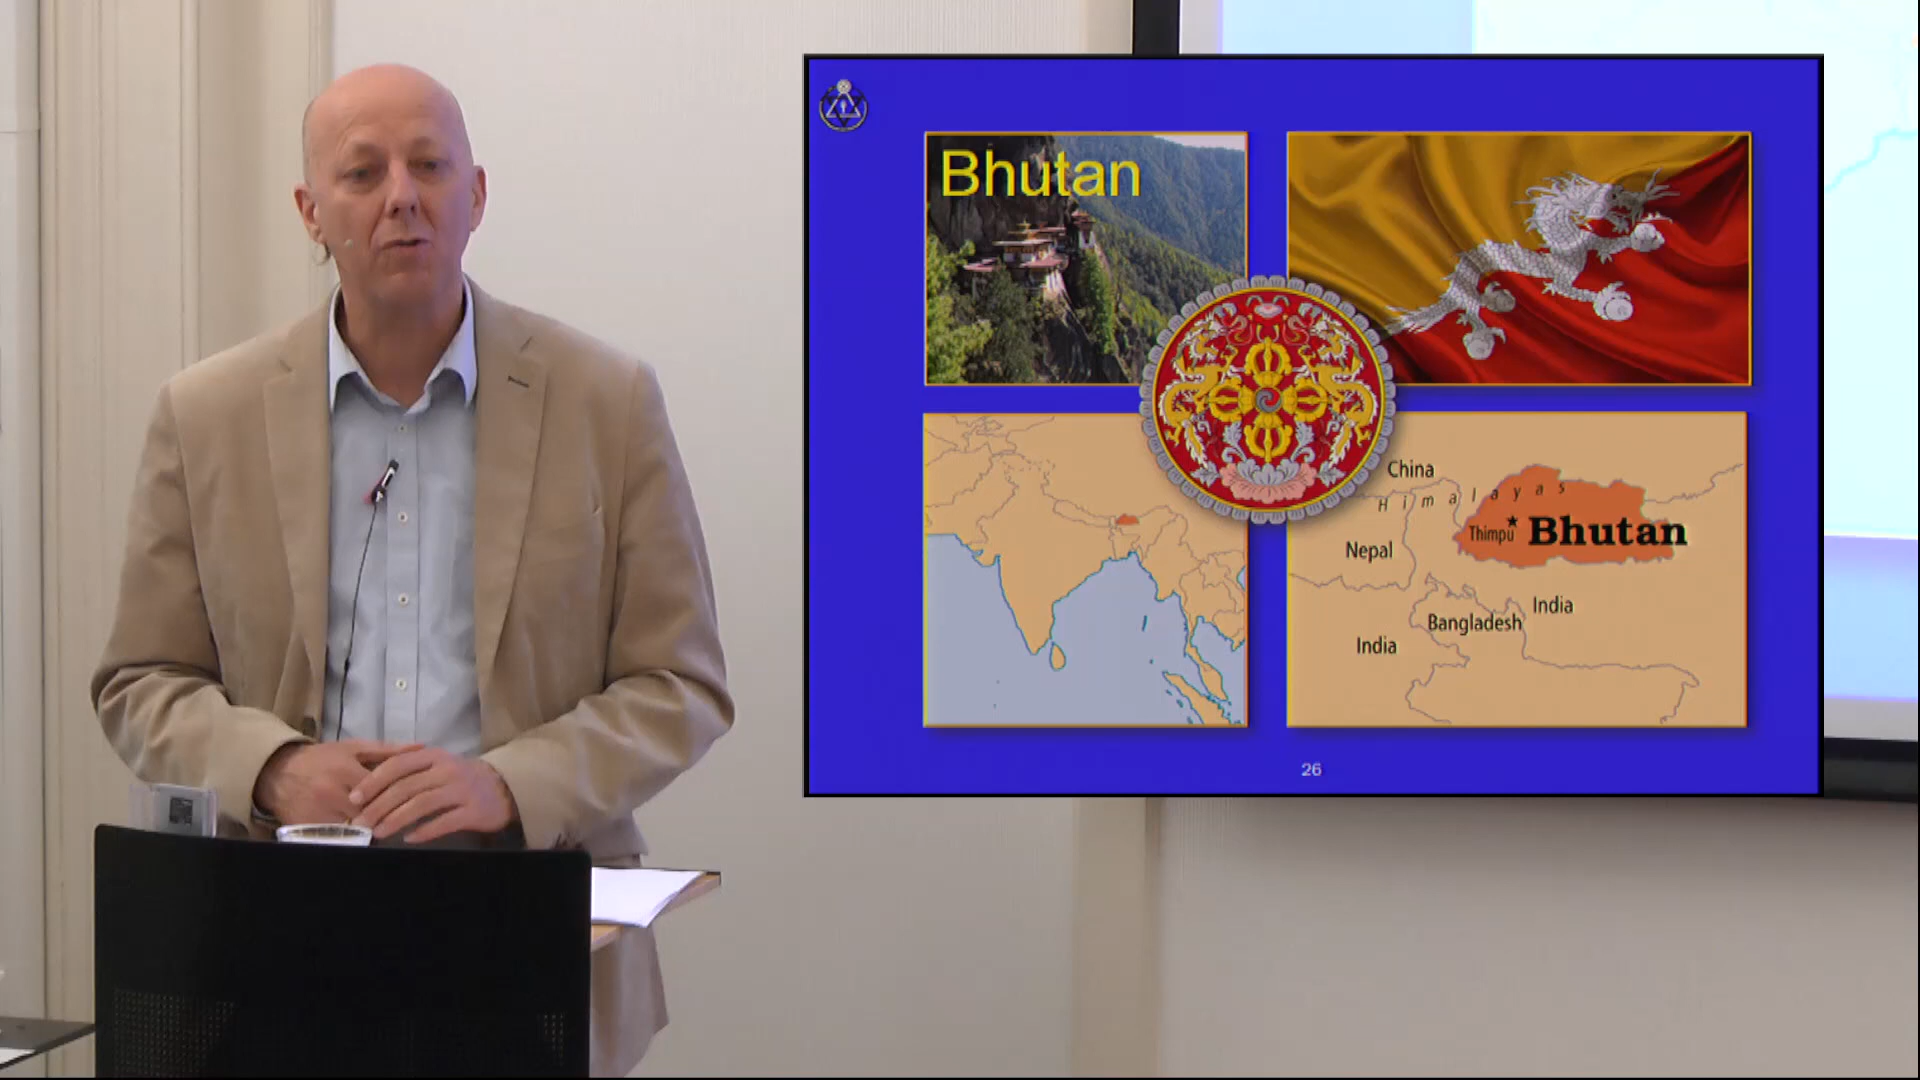 Bhutan
China
Himalayas
Thimpu
Bhutan
Nepal
India
Bangladesh
India
26